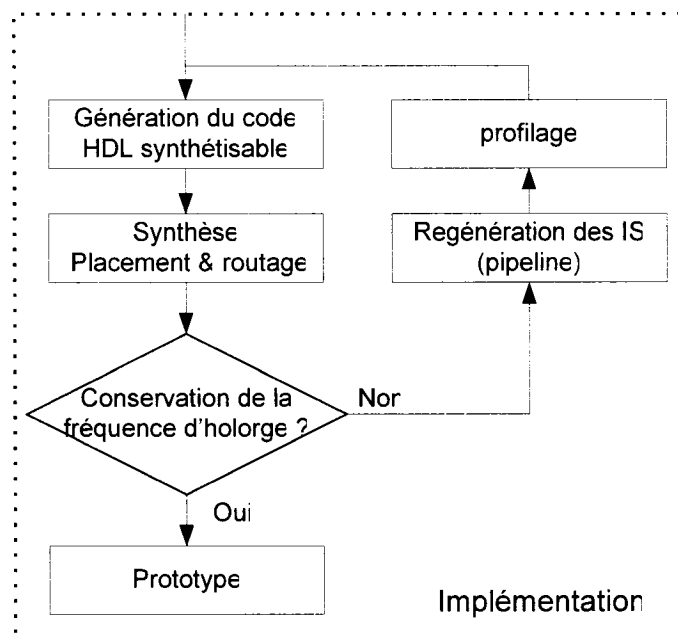 Génération du code
HDL synthétisable
profilage
Synthèse
Placement & routage
Regénération des IS
(pipeline)
Conservation de la
fréquence d'holorge ?
Nor
Oui
Prototype
Implémentation